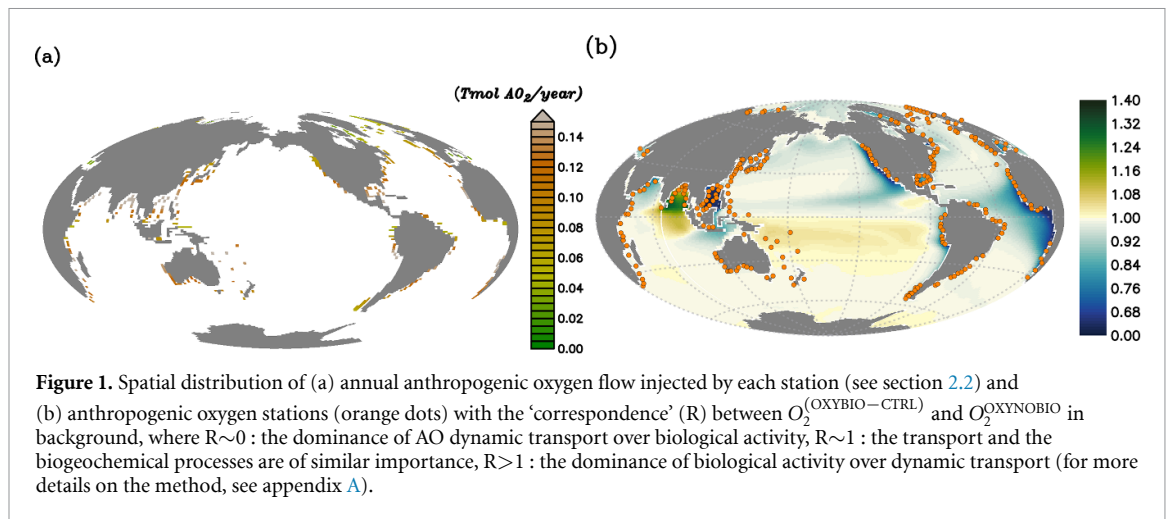 (a)
(Tmol AO₂/year)
0.14
0.12
0.10
0.08
0.06
0.04
0.02
0.00
(b)
1.40
1.32
1.24
1.16
1.08
1.00
0.92
0.84
0.76
0.68
0.00
Figure 1. Spatial distribution of (a) annual anthropogenic oxygen flow injected by each station (see section 2.2) and
(b) anthropogenic oxygen stations (orange dots) with the ‘correspondence’ (R) between O₂^(OXYBIO−CTRL) and O₂^OXYNOBIO in
background, where R∼0 : the dominance of AO dynamic transport over biological activity, R∼1 : the transport and the
biogeochemical processes are of similar importance, R>1 : the dominance of biological activity over dynamic transport (for more
details on the method, see appendix A).